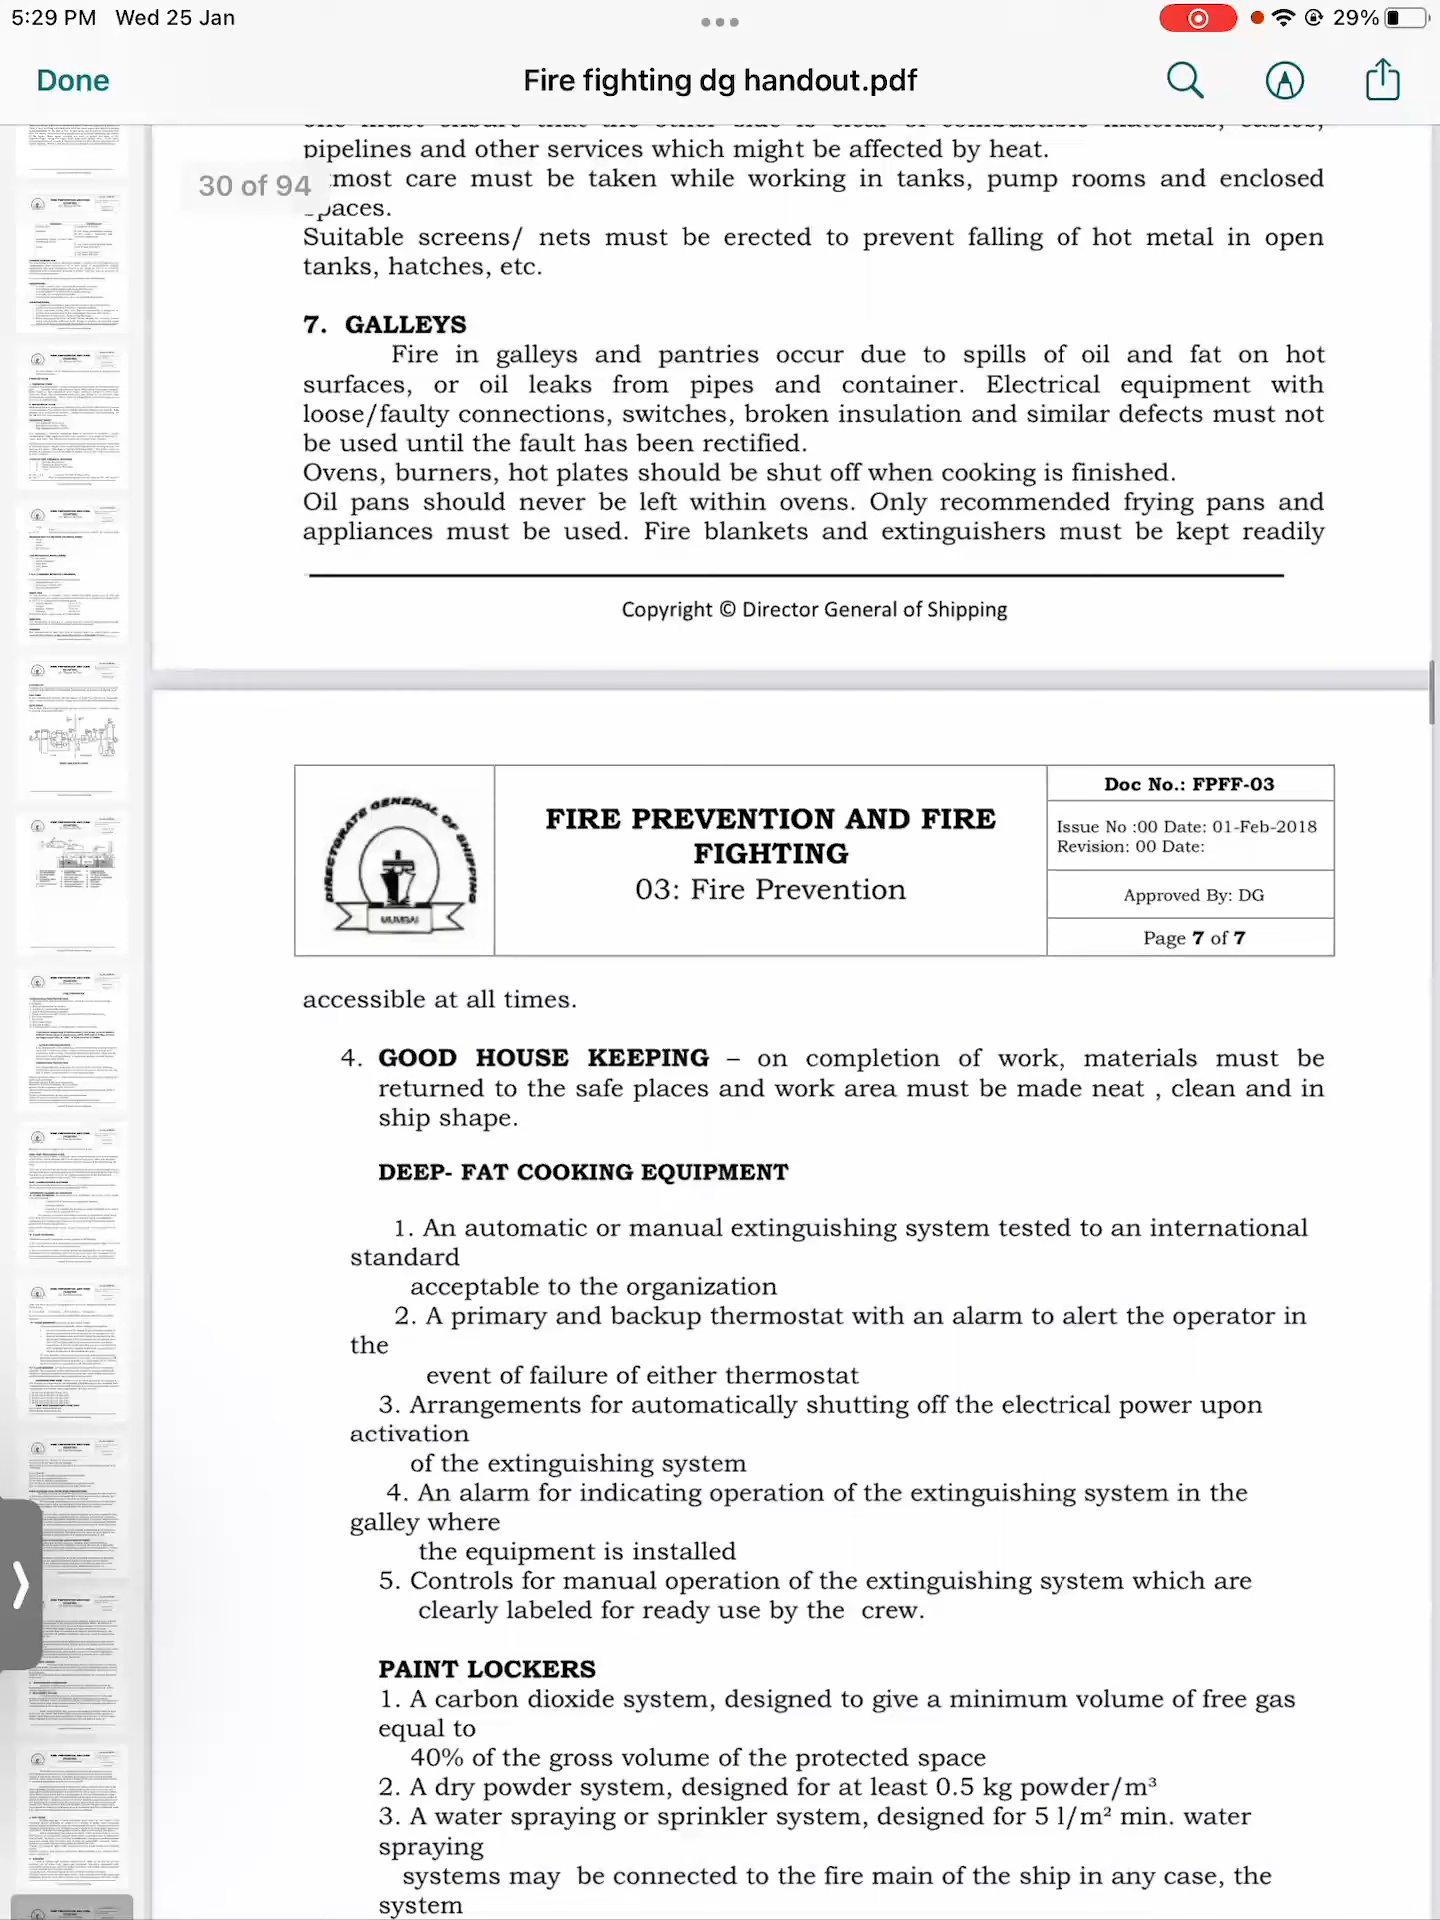 5:29 PM Wed 25 Jan
29%
Done
Fire fighting dg handout.pdf
pipelines and other services which might be affected by heat.
30 of 94
most care must be taken while working in tanks, pump rooms and enclosed
spaces.
Suitable screens/ nets must be erected to prevent falling of hot metal in open
tanks, hatches, etc.
7. GALLEYS
Fire in galleys and pantries occur due to spills of oil and fat on hot
surfaces, or oil leaks from pipes and container. Electrical equipment with
loose/faulty connections, switches, broken insulation and similar defects must not
be used until the fault has been rectified.
Ovens, burners, hot plates should be shut off when cooking is finished.
Oil pans should never be left within ovens. Only recommended frying pans and
appliances must be used. Fire blankets and extinguishers must be kept readily
Copyright © Director General of Shipping
DIRECTORATE GENERAL OF SHIPPING
MUMBAI
FIRE PREVENTION AND FIRE
FIGHTING
03: Fire Prevention
Doc No.: FPFF-03
Issue No :00 Date: 01-Feb-2018
Revision: 00 Date:
Approved By: DG
Page 7 of 7
accessible at all times.
4. GOOD HOUSE KEEPING – on completion of work, materials must be
returned to the safe places and work area must be made neat , clean and in
ship shape.
DEEP- FAT COOKING EQUIPMENT
1. An automatic or manual extinguishing system tested to an international
standard
acceptable to the organization
2. A primary and backup thermostat with an alarm to alert the operator in
the
event of failure of either thermostat
3. Arrangements for automatically shutting off the electrical power upon
activation
of the extinguishing system
4. An alarm for indicating operation of the extinguishing system in the
galley where
the equipment is installed
5. Controls for manual operation of the extinguishing system which are
clearly labeled for ready use by the crew.
PAINT LOCKERS
1. A carbon dioxide system, designed to give a minimum volume of free gas
equal to
40% of the gross volume of the protected space
2. A dry powder system, designed for at least 0.5 kg powder/m³
3. A water spraying or sprinkler system, designed for 5 l/m² min. water
spraying
systems may be connected to the fire main of the ship in any case, the
system